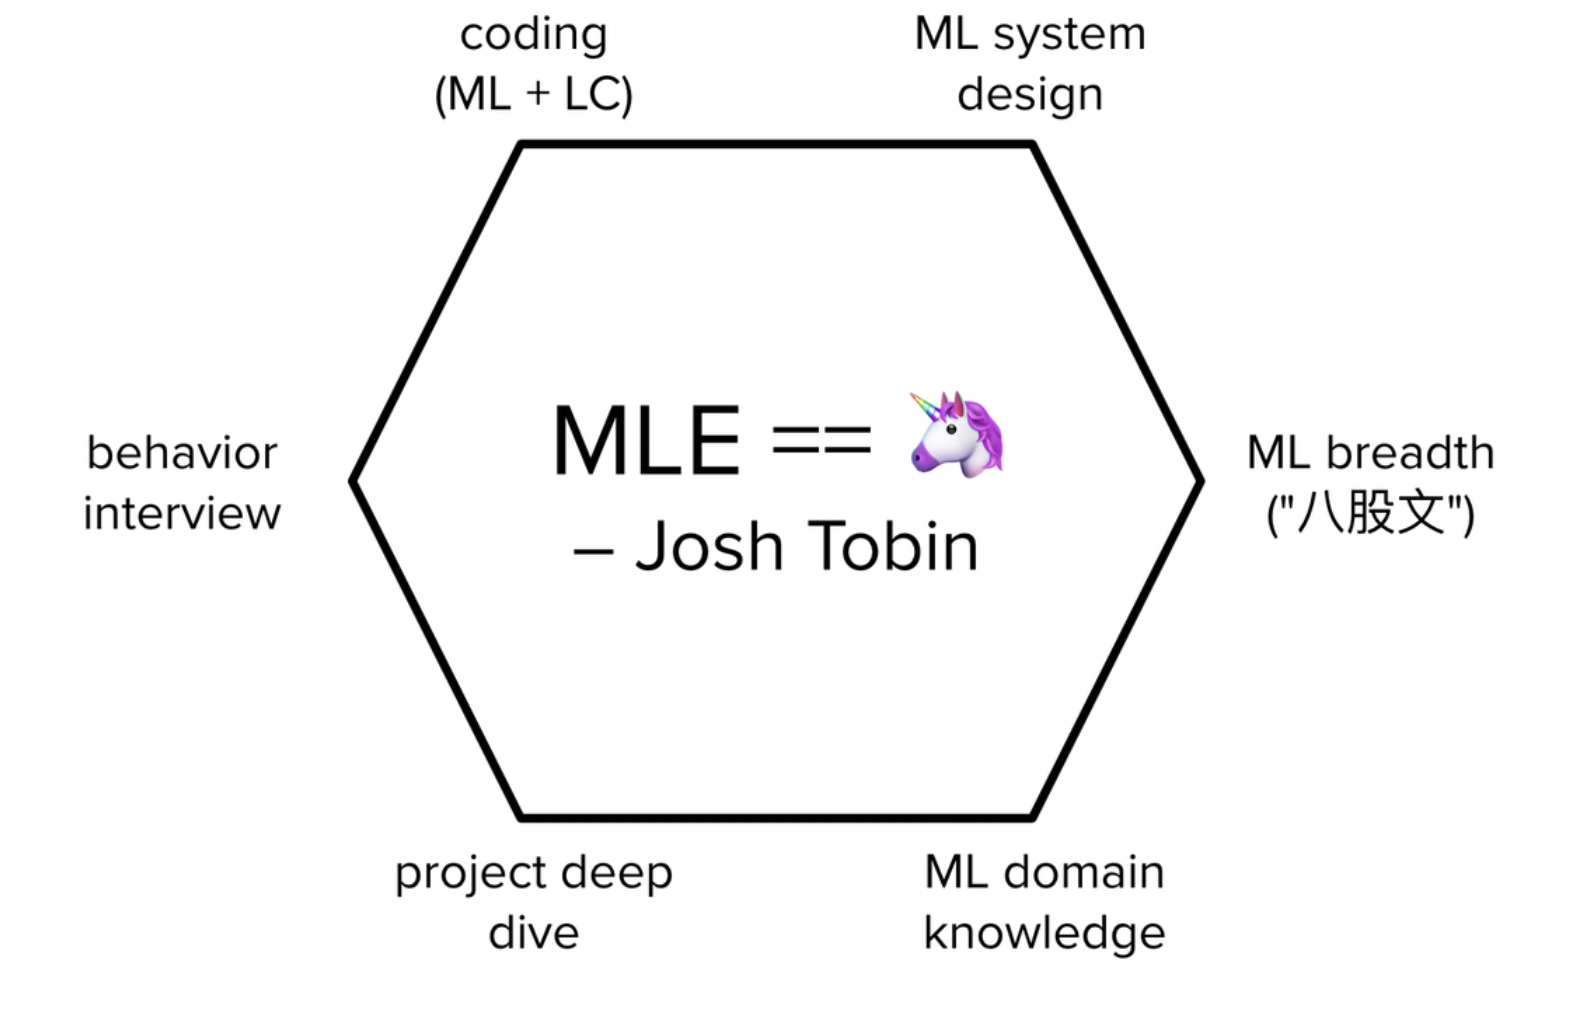 coding
(ML + LC)
ML system
design
behavior
interview
MLE == 🦄
– Josh Tobin
ML breadth
("八股文")
project deep
dive
ML domain
knowledge